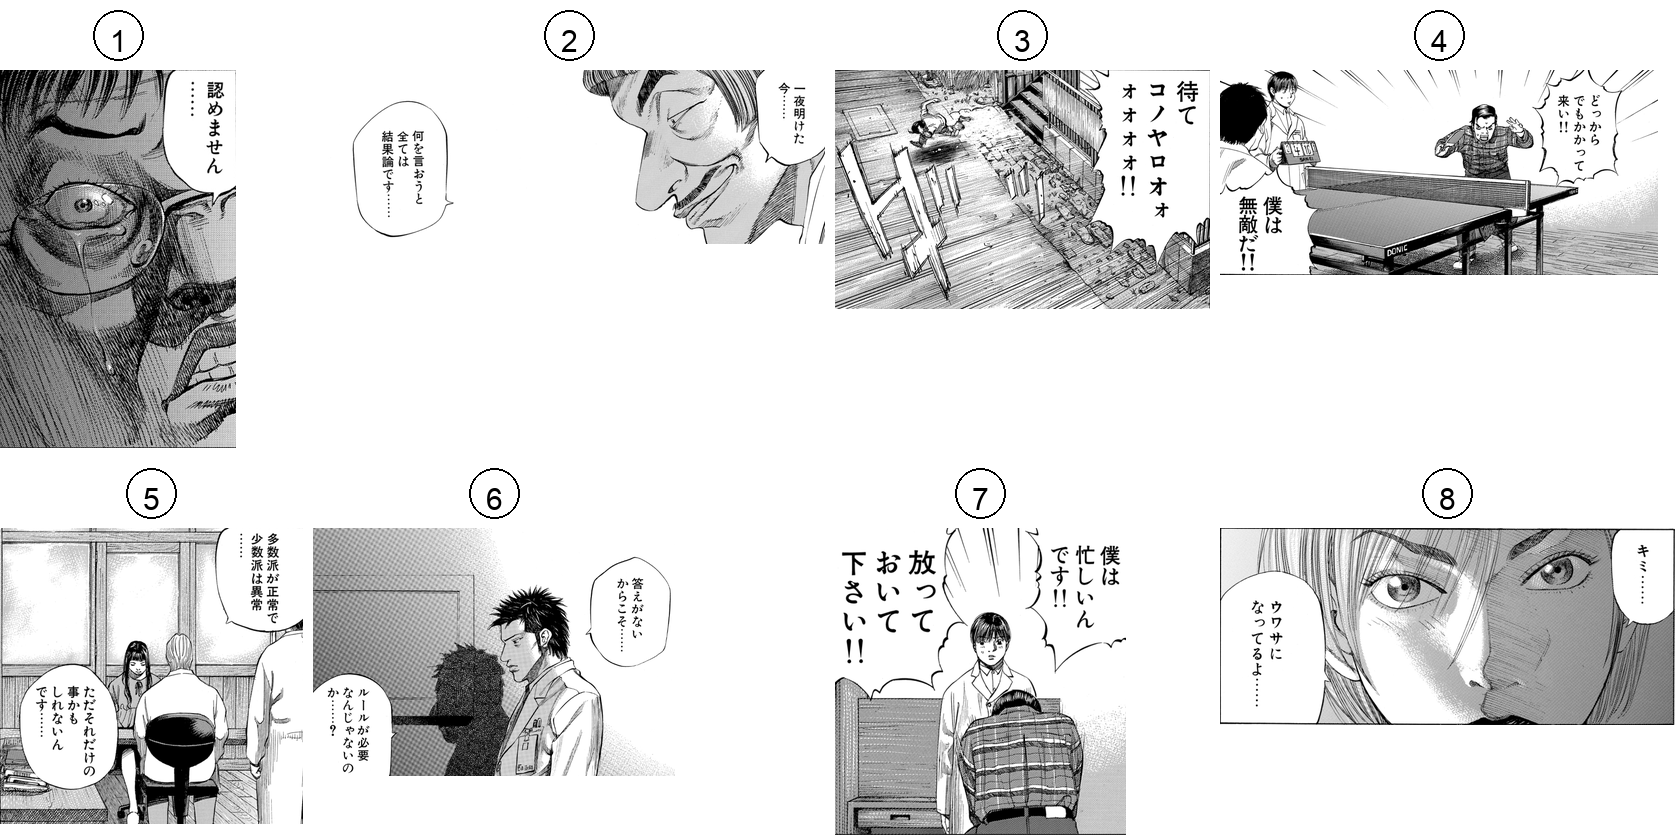 1
認めません
……
2
一夜明けた
今……
何を言おうと
全ては
結果論です……
3
待て
コノヤロオォ
ォオオォォ!!
4
どっから
でもかかって
来い!!
僕は
無敵だ!!
DONIC
5
多数派が正常で
少数派は異常
……
ただそれだけの
事かも
しれないん
です……
6
答えがない
からこそ……
ルールが必要
なんじゃないの
か……?
7
僕は
忙しいん
です!!
放って
おいて
下さい!!
8
キミ……
ウワサに
なってるよ……